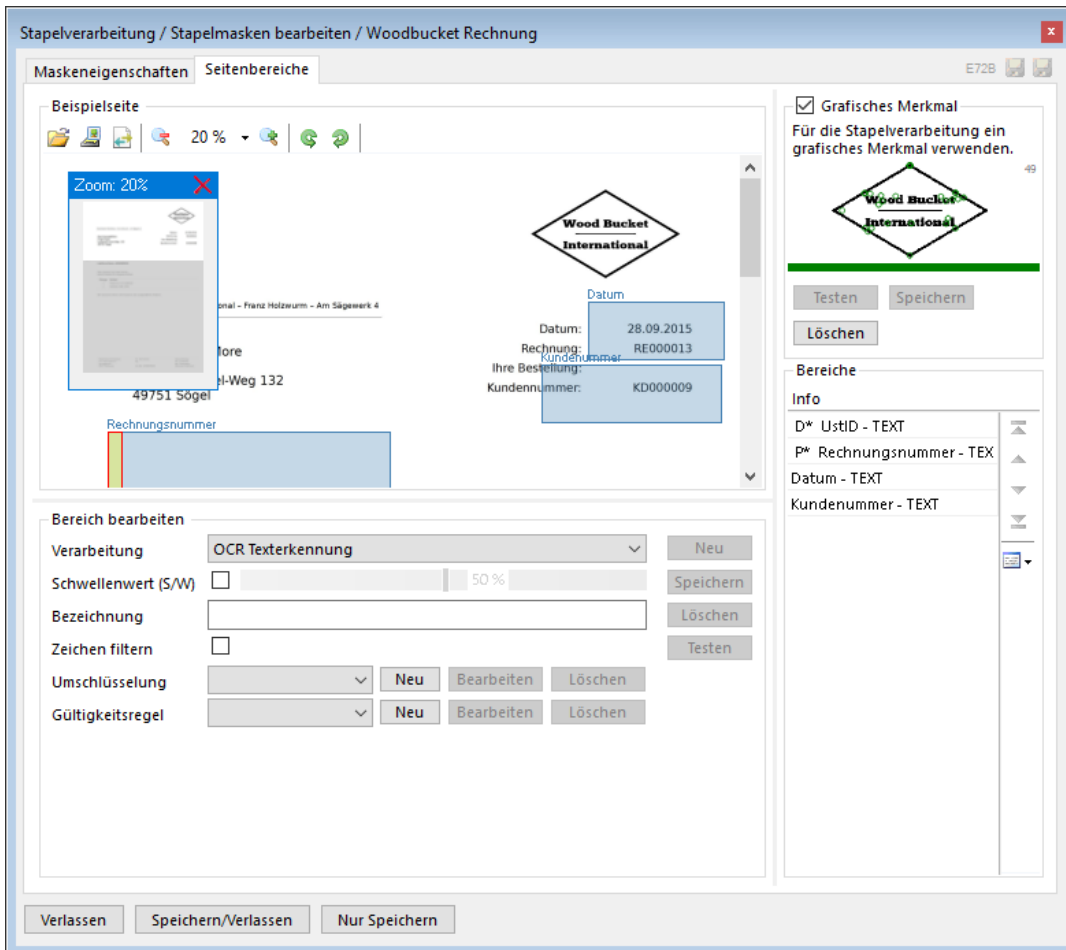 Stapelverarbeitung / Stapelmasken bearbeiten / Woodbucket Rechnung
x
Maskeneigenschaften
Seitenbereiche
E72B
Beispielseite
20 %
Zoom: 20%
Wood Bucket
International
Datum
onal – Franz Holzwurm – Am Sägewerk 4
Datum: 28.09.2015
Rechnung: RE000013
Kundenummer
Ihre Bestellung:
Kundennummer: KD000009
More
el-Weg 132
49751 Sögel
Rechnungsnummer
Grafisches Merkmal
Für die Stapelverarbeitung ein
grafisches Merkmal verwenden.
49
Wood Bucket
International
Testen
Speichern
Löschen
Bereiche
Info
D* UstID - TEXT
P* Rechnungsnummer - TEX
Datum - TEXT
Kundenummer - TEXT
Bereich bearbeiten
Verarbeitung OCR Texterkennung Neu
Schwellenwert (S/W) 50 % Speichern
Bezeichnung Löschen
Zeichen filtern Testen
Umschlüsselung Neu Bearbeiten Löschen
Gültigkeitsregel Neu Bearbeiten Löschen
Verlassen
Speichern/Verlassen
Nur Speichern